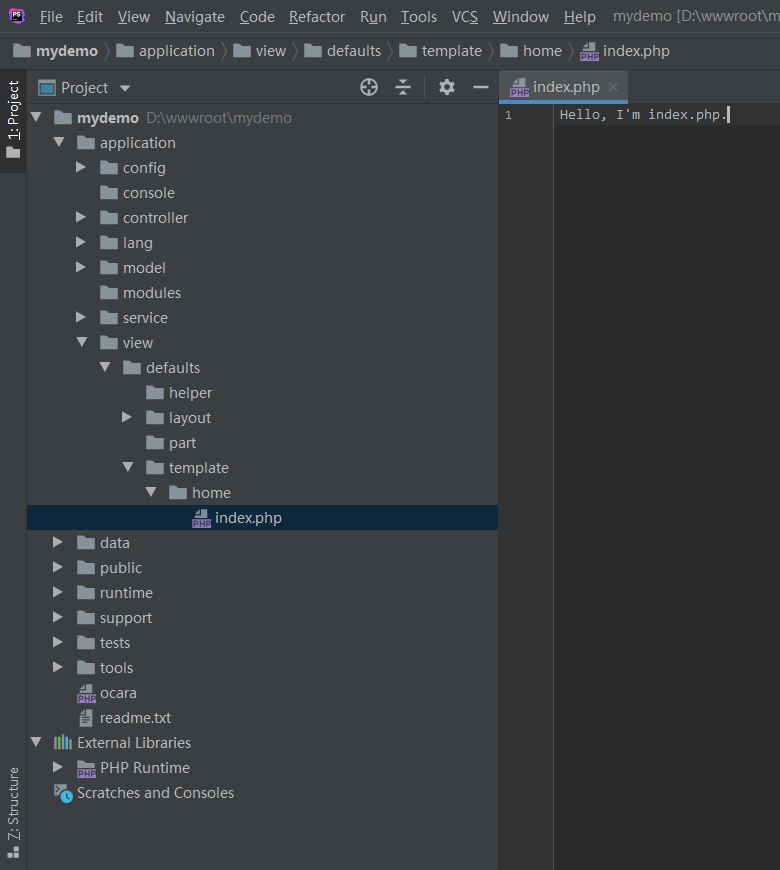 PS File Edit View Navigate Code Refactor Run Tools VCS Window Help mydemo [D:\wwwroot\m
mydemo application view defaults template home index.php
1: Project
Project
index.php
mydemo D:\wwwroot\mydemo
1 Hello, I'm index.php.
application
config
console
controller
lang
model
modules
service
view
defaults
helper
layout
part
template
home
index.php
data
public
runtime
support
tests
tools
ocara
readme.txt
External Libraries
PHP Runtime
Scratches and Consoles
7: Structure